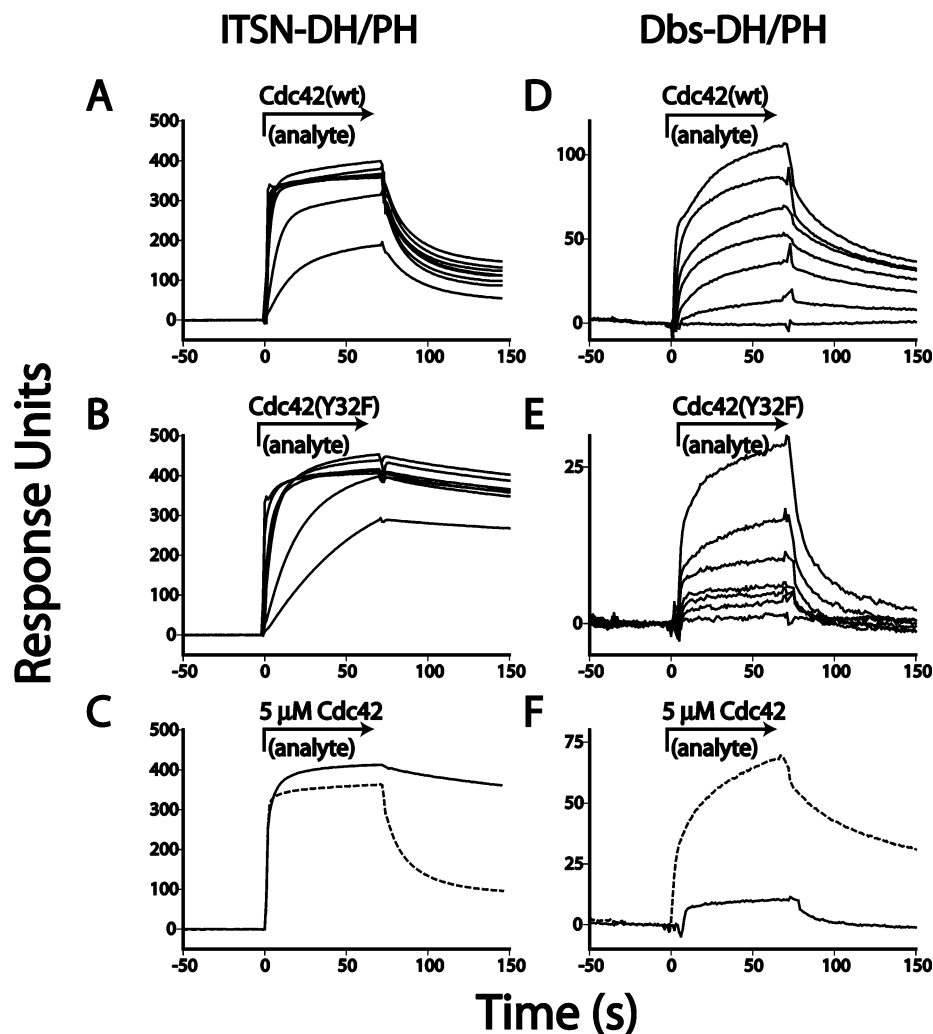 ITSN-DH/PH
Dbs-DH/PH
Response Units
A
Cdc42(wt)
(analyte)
500
400
300
200
100
0
-50 0 50 100 150
D
Cdc42(wt)
(analyte)
100
50
0
-50 0 50 100 150
B
Cdc42(Y32F)
(analyte)
500
400
300
200
100
0
-50 0 50 100 150
E
Cdc42(Y32F)
(analyte)
25
0
-50 0 50 100 150
C
5 μM Cdc42
(analyte)
500
400
300
200
100
0
-50 0 50 100 150
F
5 μM Cdc42
(analyte)
75
50
25
0
-50 0 50 100 150
Time (s)